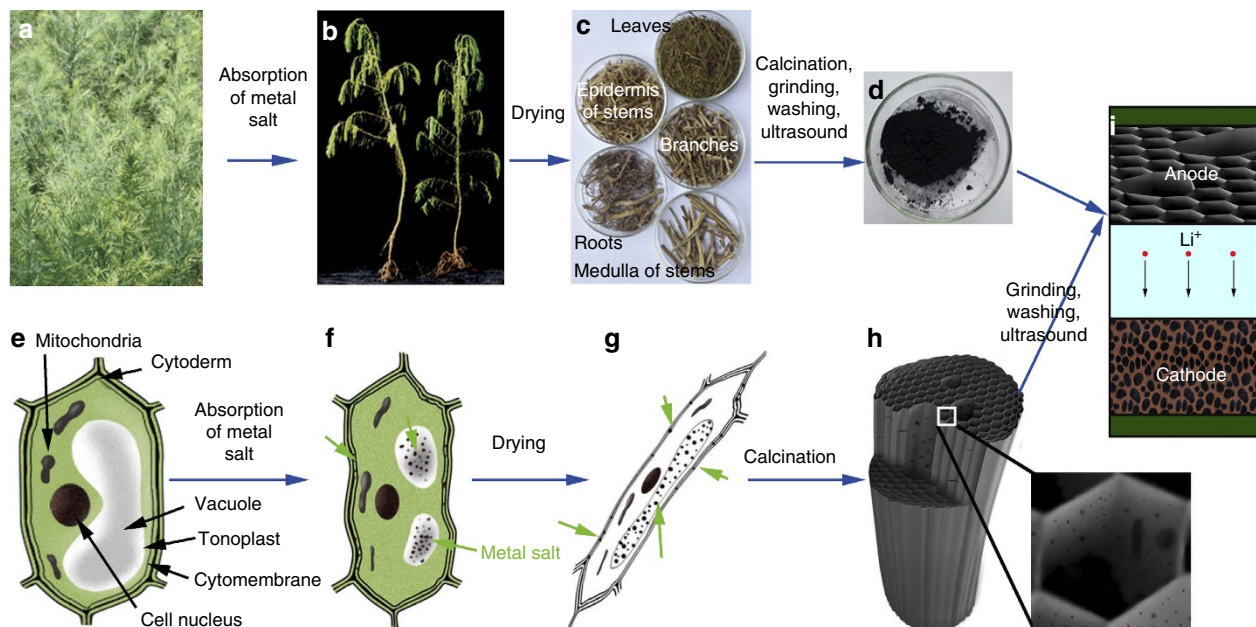 a
Absorption
of metal
salt
b
Drying
c
Leaves
Epidermis
of stems
Branches
Roots
Medulla of stems
Calcination,
grinding,
washing,
ultrasound
d
i
Anode
Li+
Cathode
Grinding,
washing,
ultrasound
e
Mitochondria
Cytoderm
Vacuole
Tonoplast
Cytomembrane
Cell nucleus
Absorption
of metal
salt
f
Metal salt
Drying
g
Calcination
h